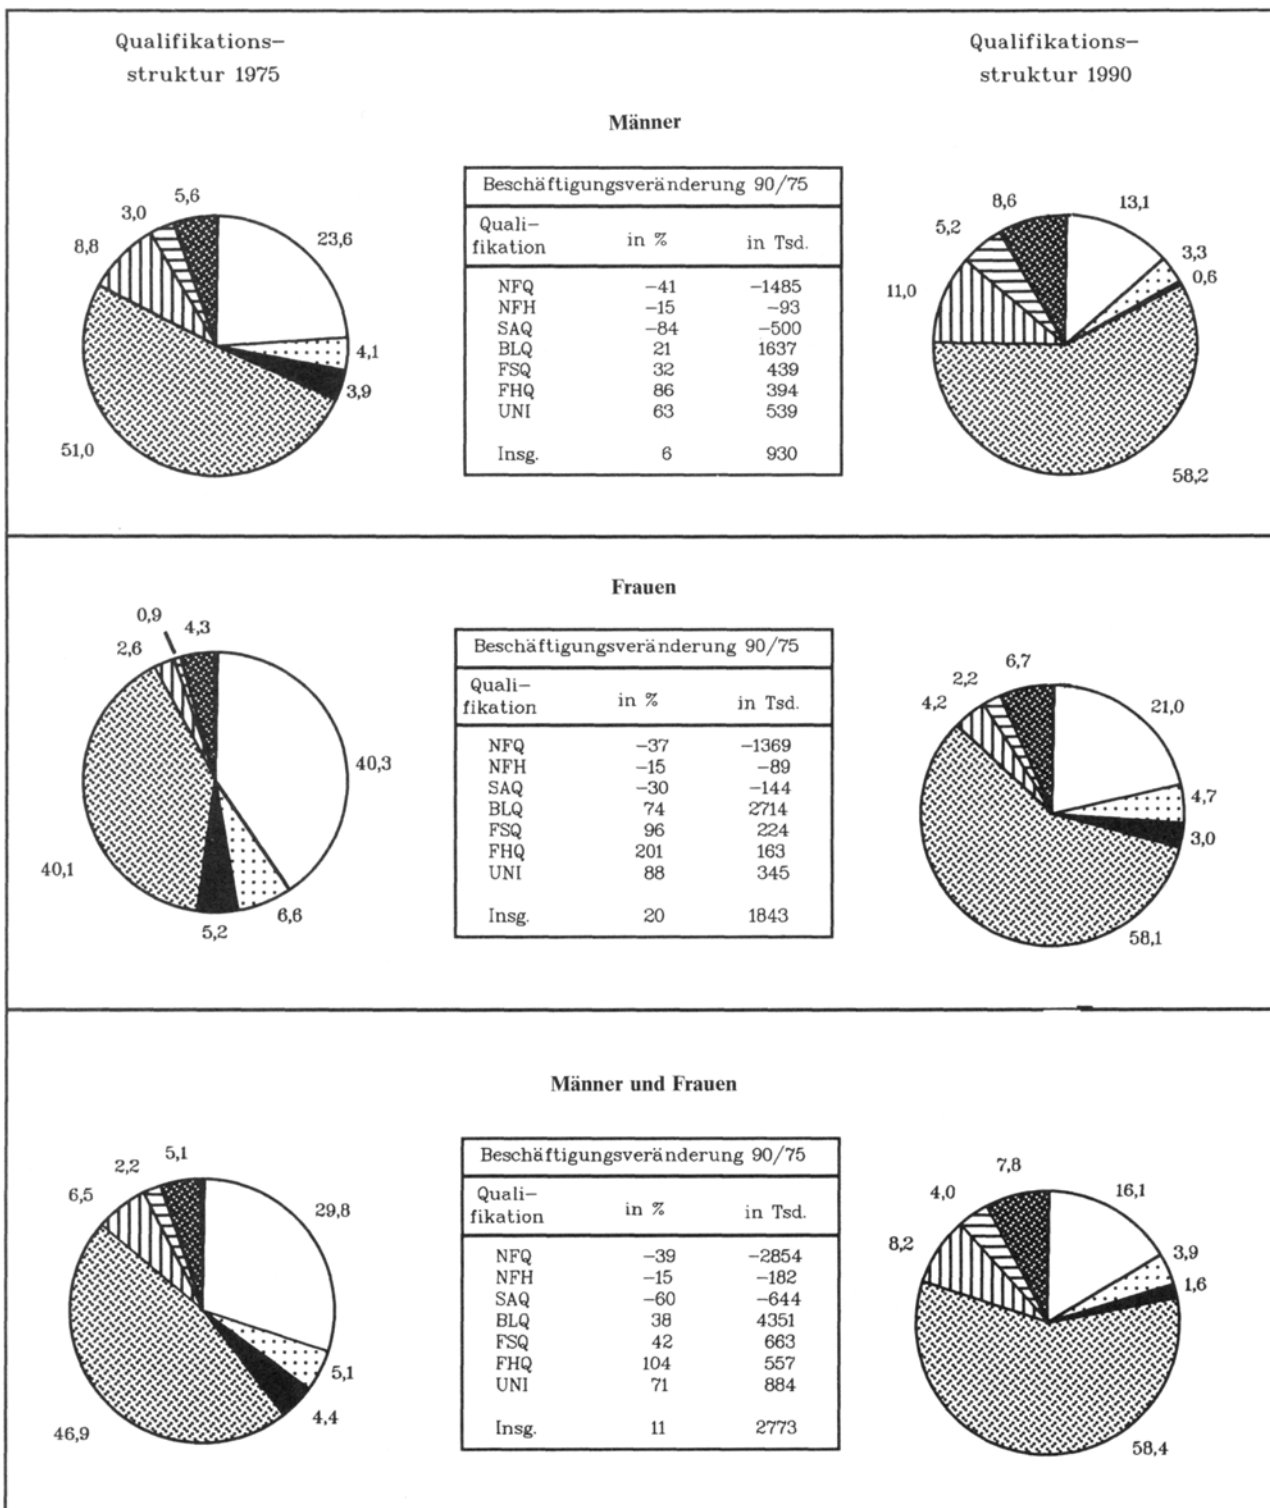 Qualifikations–
struktur 1975
Qualifikations–
struktur 1990
Männer
5,6
3,0
8,8
23,6
4,1
3,9
51,0
Beschäftigungsveränderung 90/75
Quali–
fikation in % in Tsd.
NFQ –41 –1485
NFH –15 –93
SAQ –84 –500
BLQ 21 1637
FSQ 32 439
FHQ 86 394
UNI 63 539
Insg. 6 930
8,6
13,1
5,2
3,3
0,6
11,0
58,2
Frauen
0,9
4,3
2,6
40,3
40,1
6,6
5,2
Beschäftigungsveränderung 90/75
Quali–
fikation in % in Tsd.
NFQ –37 –1369
NFH –15 –89
SAQ –30 –144
BLQ 74 2714
FSQ 96 224
FHQ 201 163
UNI 88 345
Insg. 20 1843
6,7
2,2
4,2
21,0
4,7
3,0
58,1
Männer und Frauen
5,1
2,2
6,5
29,8
5,1
4,4
46,9
Beschäftigungsveränderung 90/75
Quali–
fikation in % in Tsd.
NFQ –39 –2854
NFH –15 –182
SAQ –60 –644
BLQ 38 4351
FSQ 42 663
FHQ 104 557
UNI 71 884
Insg. 11 2773
7,8
4,0
16,1
8,2
3,9
1,6
58,4